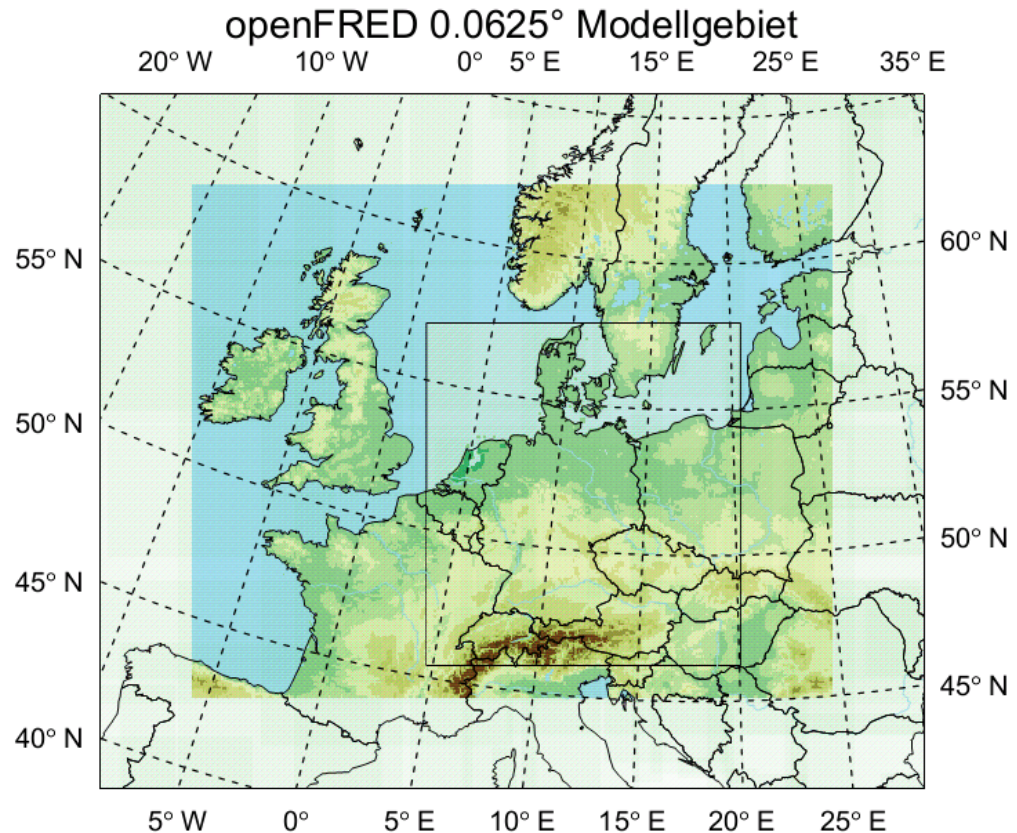 openFRED 0.0625° Modellgebiet
20° W 10° W 0° 5° E 15° E 25° E 35° E
55° N
60° N
50° N
55° N
45° N
50° N
40° N
45° N
5° W 0° 5° E 10° E 15° E 20° E 25° E